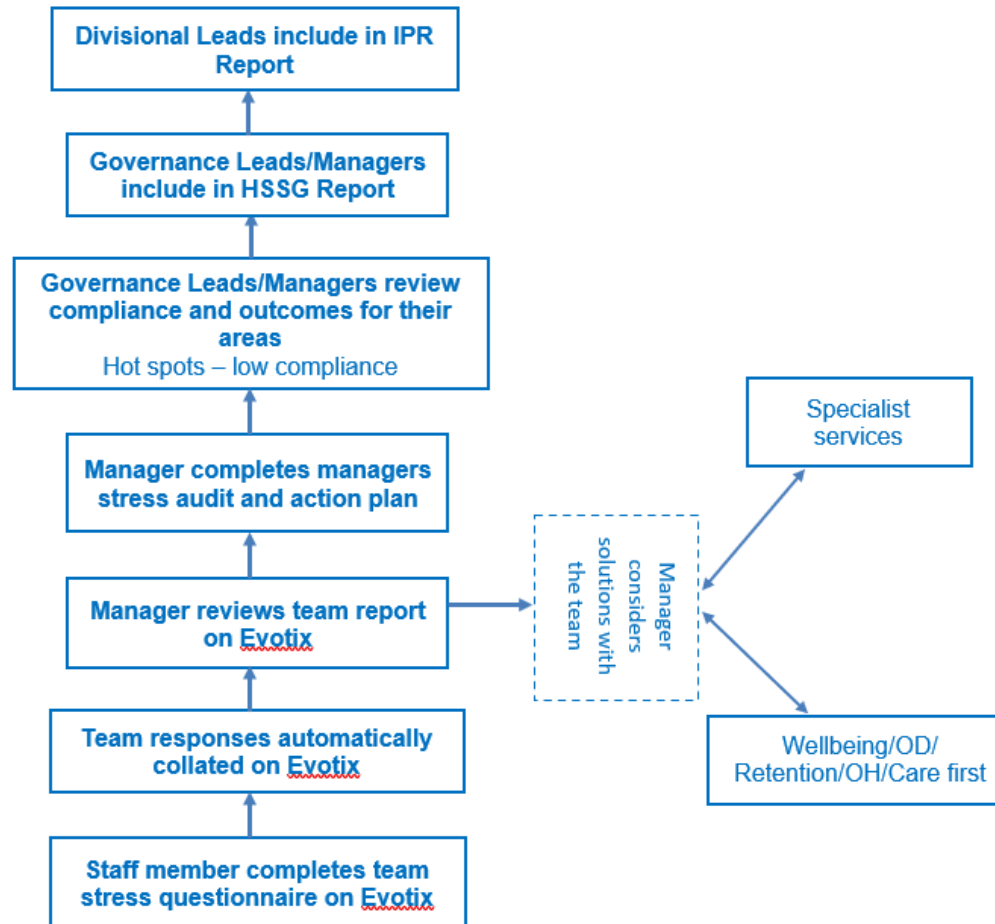 Divisional Leads include in IPR
Report
Governance Leads/Managers
include in HSSG Report
Governance Leads/Managers review
compliance and outcomes for their
areas
Hot spots – low compliance
Manager completes managers
stress audit and action plan
Manager reviews team report
on Evotix
Team responses automatically
collated on Evotix
Staff member completes team
stress questionnaire on Evotix
Manager
considers
solutions with
the team
Specialist
services
Wellbeing/OD/
Retention/OH/Care first